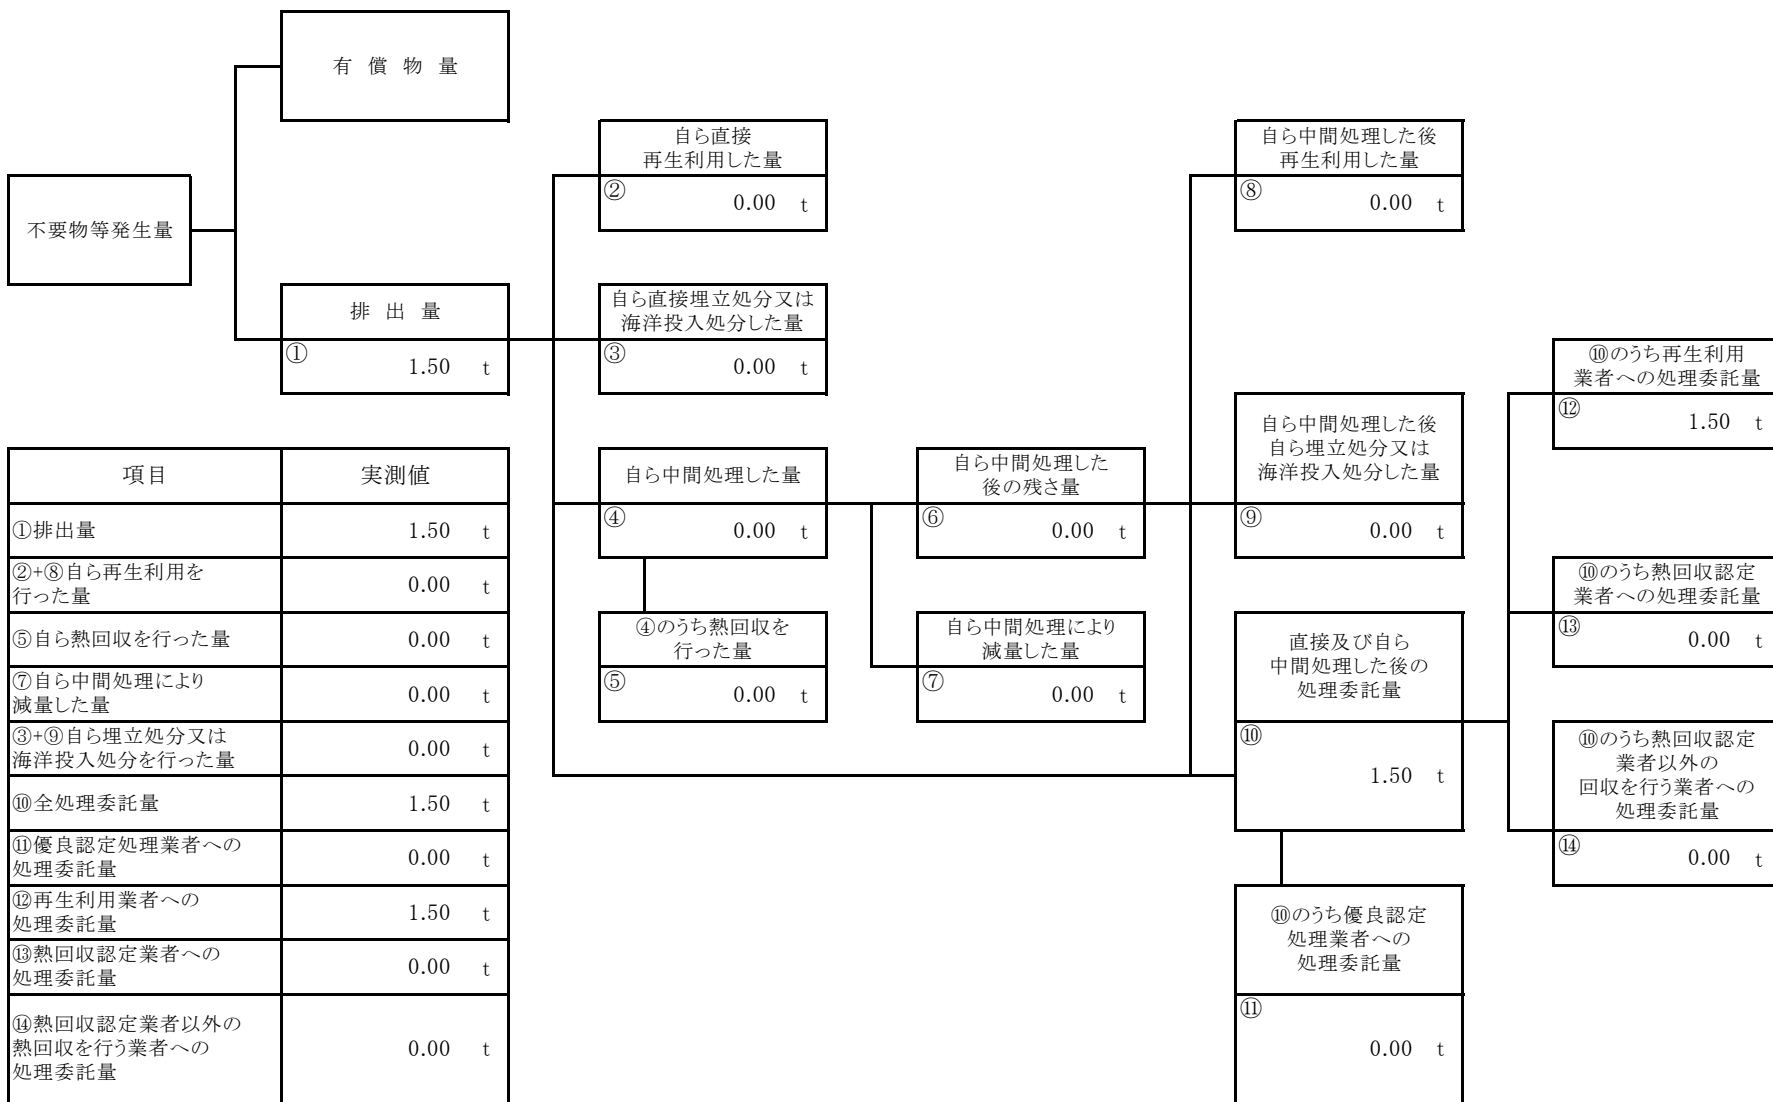 有 償 物 量
不要物等発生量
排 出 量
① 1.50 t
自ら直接
再生利用した量
② 0.00 t
自ら直接埋立処分又は
海洋投入処分した量
③ 0.00 t
自ら中間処理した量
④ 0.00 t
④のうち熱回収を
行った量
⑤ 0.00 t
自ら中間処理した
後の残さ量
⑥ 0.00 t
自ら中間処理により
減量した量
⑦ 0.00 t
自ら中間処理した後
再生利用した量
⑧ 0.00 t
自ら中間処理した後
自ら埋立処分又は
海洋投入処分した量
⑨ 0.00 t
直接及び自ら
中間処理した後の
処理委託量
⑩
1.50 t
⑩のうち優良認定
処理業者への
処理委託量
⑪
0.00 t
⑩のうち再生利用
業者への処理委託量
⑫ 1.50 t
⑩のうち熱回収認定
業者への処理委託量
⑬ 0.00 t
⑩のうち熱回収認定
業者以外の
回収を行う業者への
処理委託量
⑭ 0.00 t
項目 実測値
①排出量 1.50 t
②+⑧自ら再生利用を
行った量 0.00 t
⑤自ら熱回収を行った量 0.00 t
⑦自ら中間処理により
減量した量 0.00 t
③+⑨自ら埋立処分又は
海洋投入処分を行った量 0.00 t
⑩全処理委託量 1.50 t
⑪優良認定処理業者への
処理委託量 0.00 t
⑫再生利用業者への
処理委託量 1.50 t
⑬熱回収認定業者への
処理委託量 0.00 t
⑭熱回収認定業者以外の
熱回収を行う業者への
処理委託量 0.00 t